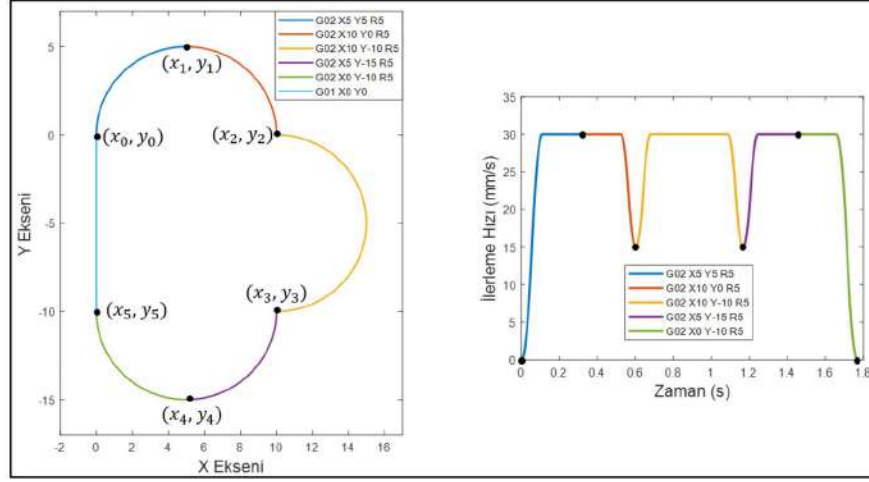 G02 X5 Y5 R5
G02 X10 Y0 R5
G02 X10 Y-10 R5
G02 X5 Y-15 R5
G02 X0 Y-10 R5
G01 X0 Y0
(x₁, y₁)
(x₀, y₀)
(x₂, y₂)
(x₃, y₃)
(x₅, y₅)
(x₄, y₄)
5
0
-5
-10
-15
Y Ekseni
-2 0 2 4 6 8 10 12 14 16
X Ekseni
35
30
25
20
15
10
5
0
İlerleme Hızı (mm/s)
G02 X5 Y5 R5
G02 X10 Y0 R5
G02 X10 Y-10 R5
G02 X5 Y-15 R5
G02 X0 Y-10 R5
0 0.2 0.4 0.6 0.8 1 1.2 1.4 1.6 1.8
Zaman (s)